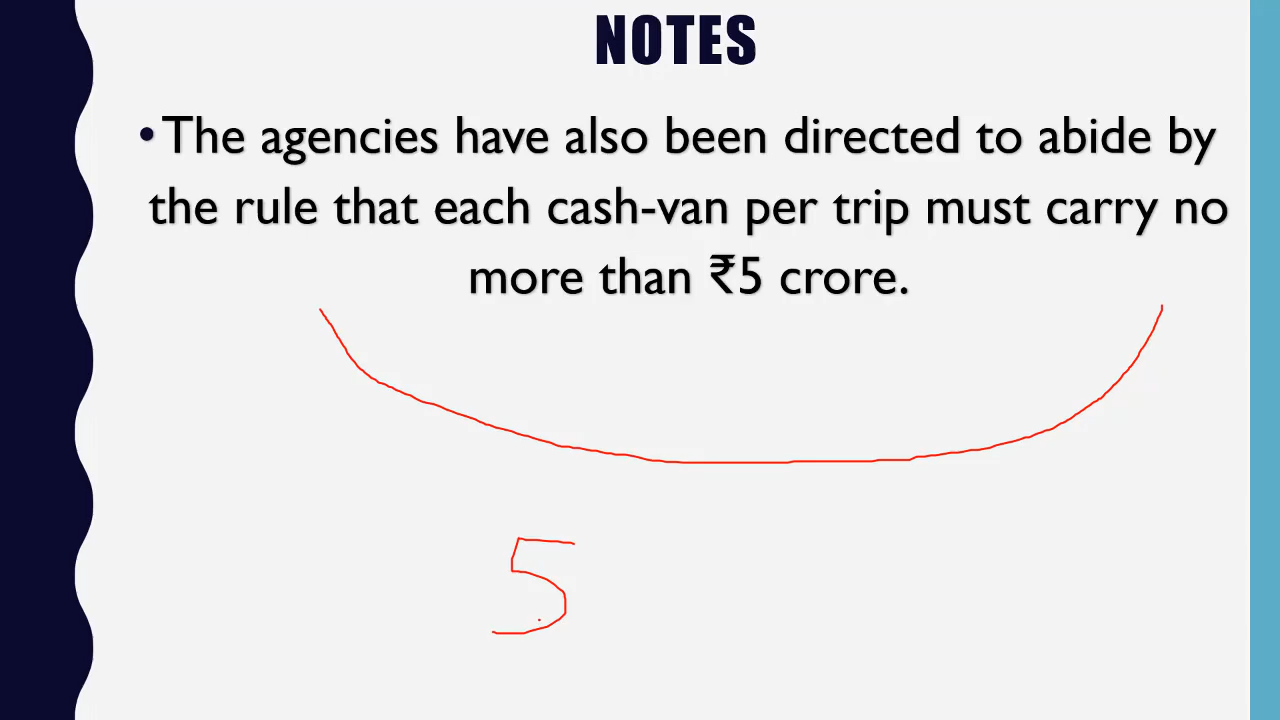 NOTES
•The agencies have also been directed to abide by
the rule that each cash-van per trip must carry no
more than ₹5 crore.
5